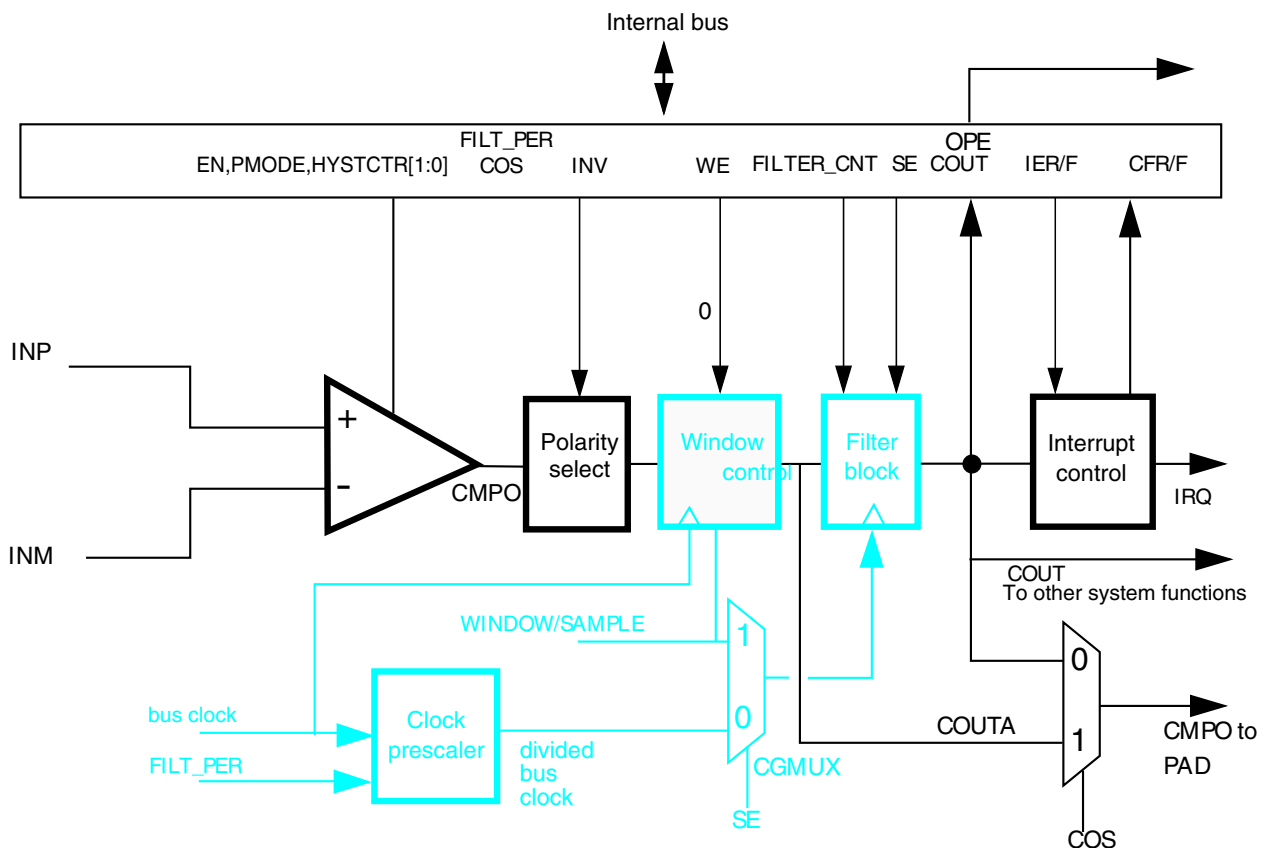 Internal bus
FILT_PER
OPE
EN,PMODE,HYSTCTR[1:0] COS INV WE FILTER_CNT SE COUT IER/F CFR/F
0
INP
+
Polarity
select
Window
control
Filter
block
Interrupt
control
-
CMPO
IRQ
INM
COUT
To other system functions
WINDOW/SAMPLE
1
0
bus clock
Clock
prescaler
0
COUTA
1
CMPO to
PAD
FILT_PER
divided
bus
clock
CGMUX
SE
COS